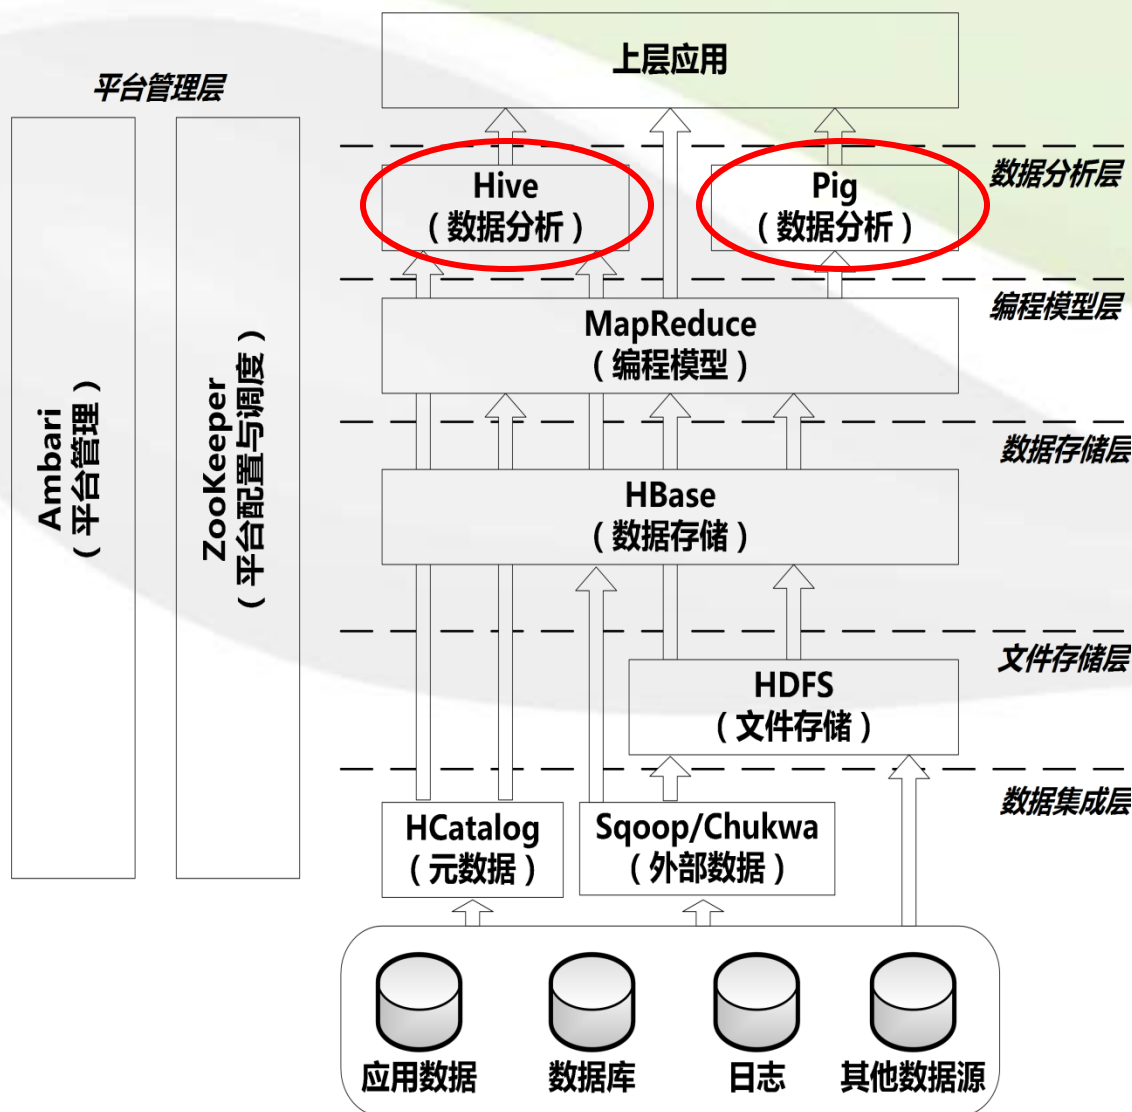 上层应用
平台管理层
数据分析层
Hive
（数据分析）
Pig
（数据分析）
编程模型层
MapReduce
（编程模型）
Ambari
（平台管理）
ZooKeeper
（平台配置与调度）
数据存储层
HBase
（数据存储）
文件存储层
HDFS
（文件存储）
数据集成层
HCatalog
（元数据）
Sqoop/Chukwa
（外部数据）
应用数据
数据库
日志
其他数据源